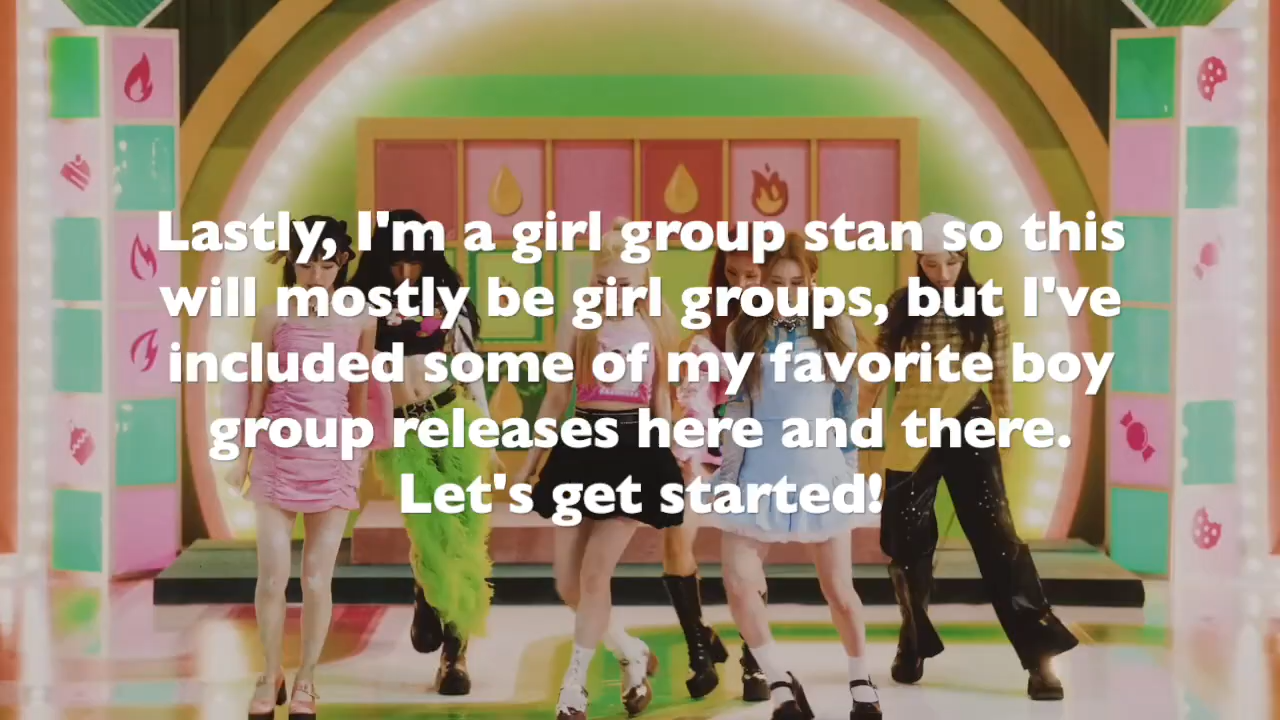 Lastly, I'm a girl group stan so this
will mostly be girl groups, but I've
included some of my favorite boy
group releases here and there.
Let's get started!